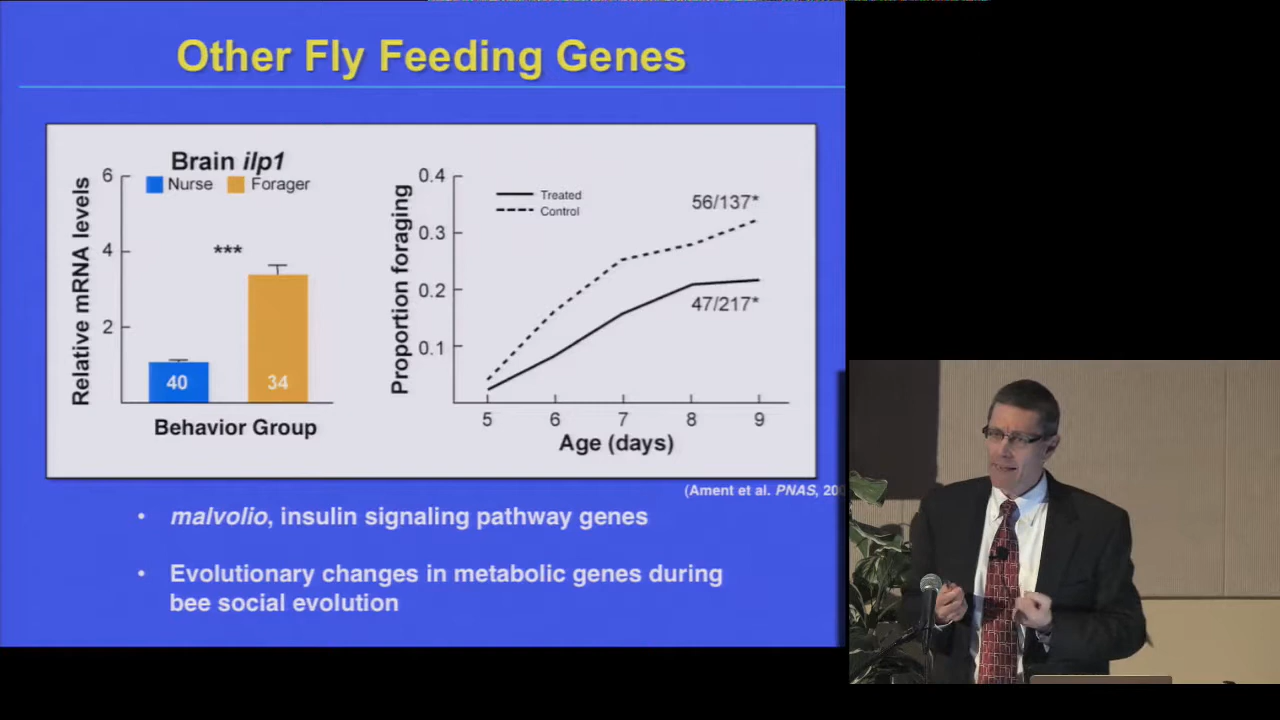 Other Fly Feeding Genes
Brain ilp1
Nurse Forager
Relative mRNA levels
6
4
2
***
40
34
Behavior Group
Proportion foraging
0.4
0.3
0.2
0.1
Treated
Control
56/137*
47/217*
5 6 7 8 9
Age (days)
(Ament et al. PNAS,
• malvolio, insulin signaling pathway genes
• Evolutionary changes in metabolic genes during
bee social evolution